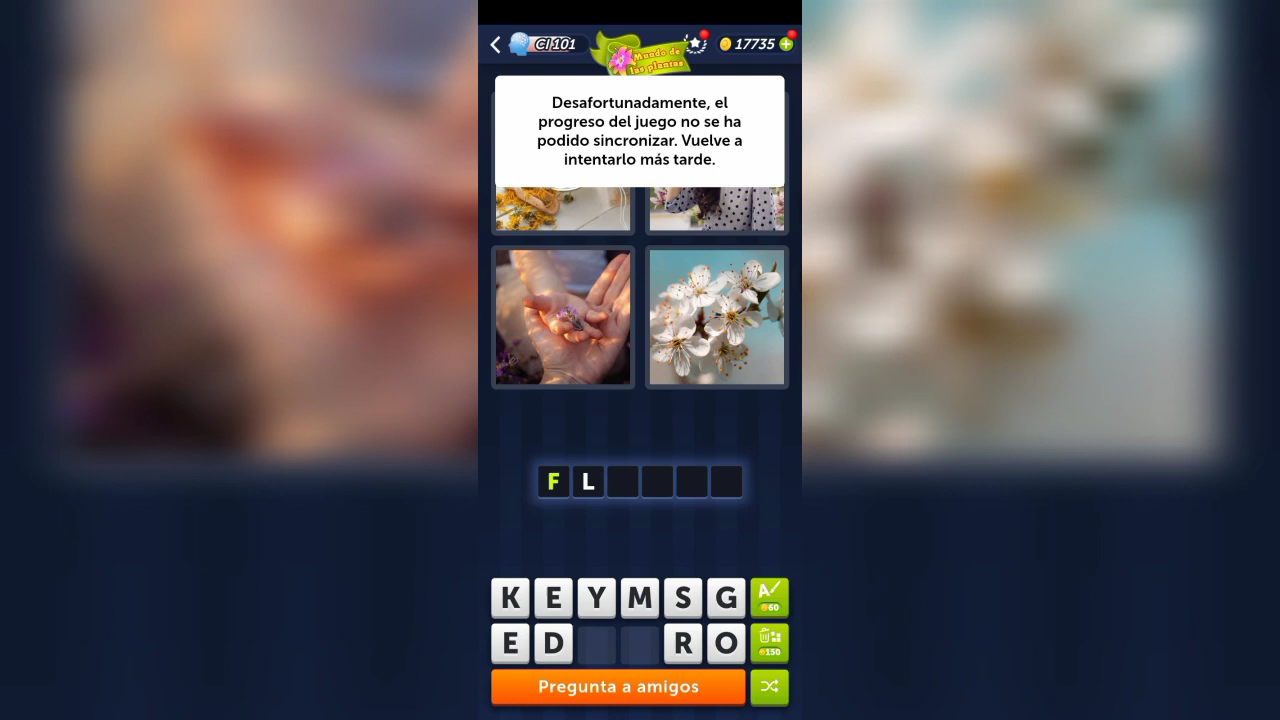 CI 101
Mundo de
las plantas
17735
Desafortunadamente, el
progreso del juego no se ha
podido sincronizar. Vuelve a
intentarlo más tarde.
F L
K E Y M S G
A
60
E D R O
150
Pregunta a amigos